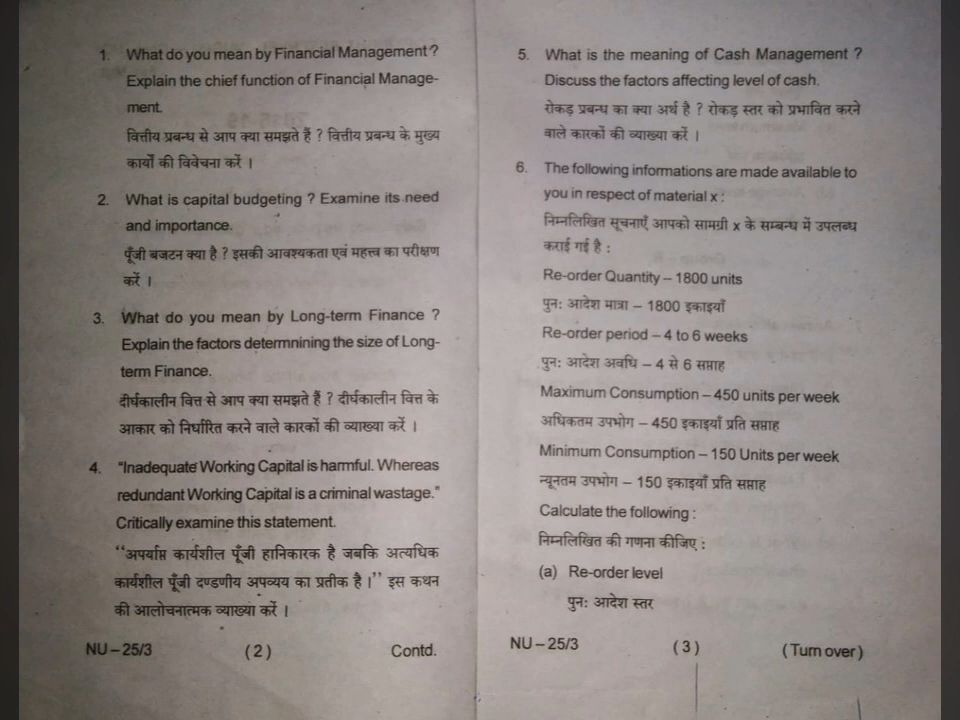 1. What do you mean by Financial Management ?
Explain the chief function of Financial Manage-
ment.
वित्तीय प्रबन्ध से आप क्या समझते हैं ? वित्तीय प्रबन्ध के मुख्य
कार्यों की विवेचना करें ।
2. What is capital budgeting ? Examine its need
and importance.
पूँजी बजटन क्या है ? इसकी आवश्यकता एवं महत्त्व का परीक्षण
करें ।
3. What do you mean by Long-term Finance ?
Explain the factors determnining the size of Long-
term Finance.
दीर्घकालीन वित्त से आप क्या समझते हैं ? दीर्घकालीन वित्त के
आकार को निर्धारित करने वाले कारकों की व्याख्या करें ।
4. “Inadequate Working Capital is harmful. Whereas
redundant Working Capital is a criminal wastage.”
Critically examine this statement.
‘‘अपर्याप्त कार्यशील पूँजी हानिकारक है जबकि अत्यधिक
कार्यशील पूँजी दण्डणीय अपव्यय का प्रतीक है ।’’ इस कथन
की आलोचनात्मक व्याख्या करें ।
NU – 25/3 ( 2 ) Contd.
5. What is the meaning of Cash Management ?
Discuss the factors affecting level of cash.
रोकड़ प्रबन्ध का क्या अर्थ है ? रोकड़ स्तर को प्रभावित करने
वाले कारकों की व्याख्या करें ।
6. The following informations are made available to
you in respect of material x :
निम्नलिखित सूचनाएँ आपको सामग्री x के सम्बन्ध में उपलब्ध
कराई गई है :
Re-order Quantity – 1800 units
पुन: आदेश मात्रा – 1800 इकाइयाँ
Re-order period – 4 to 6 weeks
पुन: आदेश अवधि – 4 से 6 सप्ताह
Maximum Consumption – 450 units per week
अधिकतम उपभोग – 450 इकाइयाँ प्रति सप्ताह
Minimum Consumption – 150 Units per week
न्यूनतम उपभोग – 150 इकाइयाँ प्रति सप्ताह
Calculate the following :
निम्नलिखित की गणना कीजिए :
(a) Re-order level
पुन: आदेश स्तर
NU – 25/3 ( 3 ) ( Turn over )